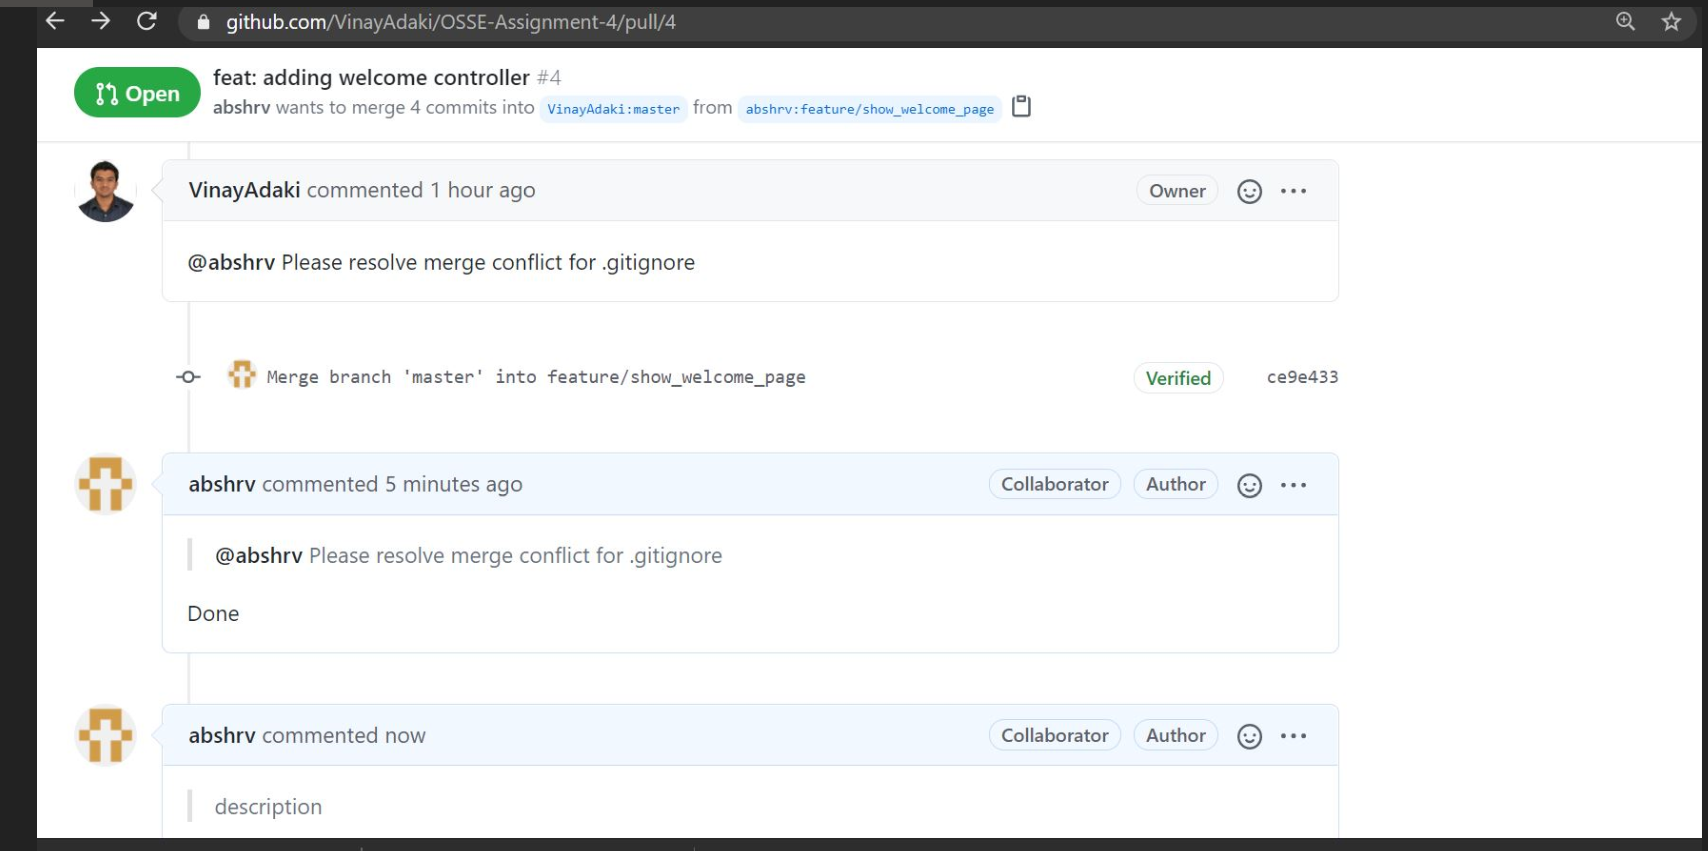 github.com/VinayAdaki/OSSE-Assignment-4/pull/4
Open
feat: adding welcome controller #4
abshrv wants to merge 4 commits into VinayAdaki:master from abshrv:feature/show_welcome_page
VinayAdaki commented 1 hour ago Owner
@abshrv Please resolve merge conflict for .gitignore
Merge branch 'master' into feature/show_welcome_page Verified ce9e433
abshrv commented 5 minutes ago Collaborator Author
@abshrv Please resolve merge conflict for .gitignore
Done
abshrv commented now Collaborator Author
description